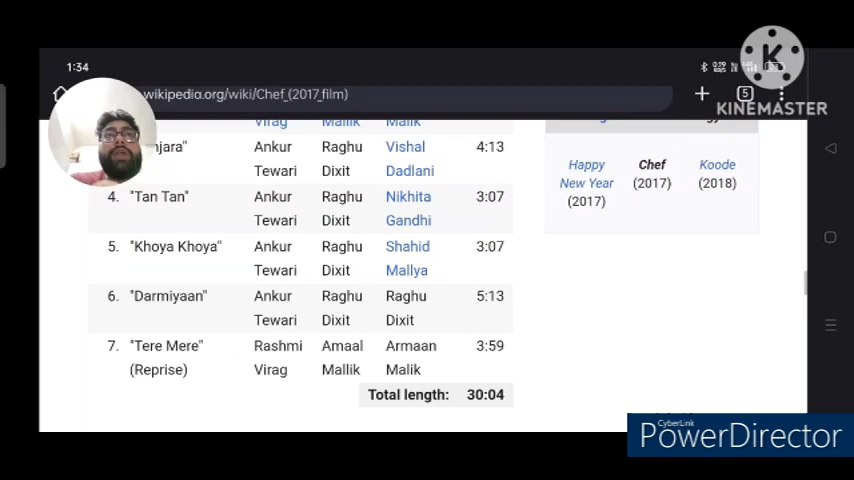 1:34
wikipedia.org/wiki/Chef_(2017_film)
5
KINEMASTER
Virag Mallik Malik
Ankur Raghu Vishal 4:13
Tewari Dixit Dadlani
4. "Tan Tan" Ankur Raghu Nikhita 3:07
Tewari Dixit Gandhi
5. "Khoya Khoya" Ankur Raghu Shahid 3:07
Tewari Dixit Mallya
6. "Darmiyaan" Ankur Raghu Raghu 5:13
Tewari Dixit Dixit
7. "Tere Mere" Rashmi Amaal Armaan 3:59
(Reprise) Virag Mallik Malik
Total length: 30:04
Happy Chef Koode
New Year (2017) (2018)
(2017)
CyberLink
PowerDirector